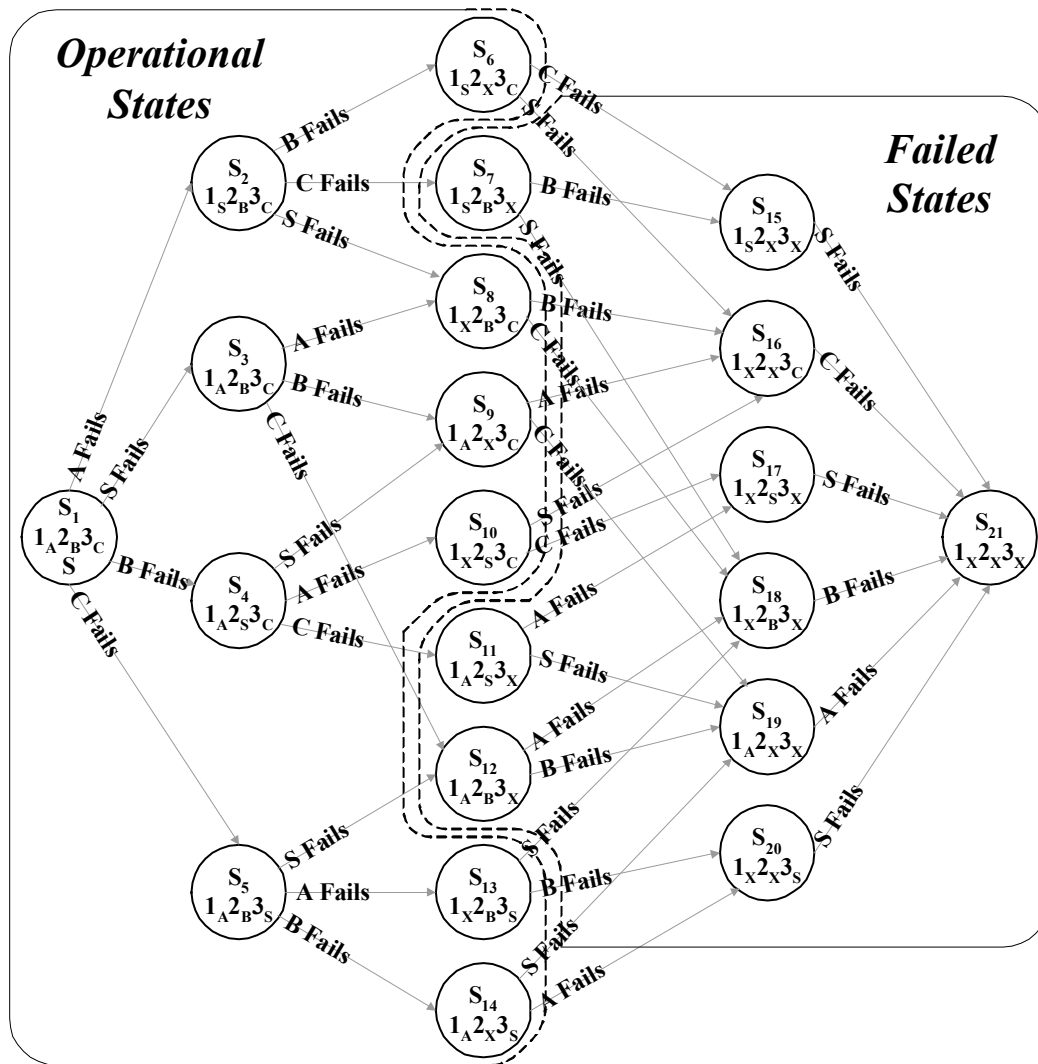 Operational
States
Failed
States
S1
1A2B3C
S
A Fails
S Fails
B Fails
C Fails
S2
1S2B3C
B Fails
C Fails
S Fails
S3
1A2B3C
A Fails
B Fails
C Fails
S4
1A2S3C
S Fails
A Fails
C Fails
S5
1A2B3S
S Fails
A Fails
B Fails
S6
1S2X3C
C Fails
S Fails
S7
1S2B3X
B Fails
S Fails
S8
1X2B3C
B Fails
C Fails
S9
1A2X3C
A Fails
C Fails
S10
1X2S3C
S Fails
C Fails
S11
1A2S3X
A Fails
S Fails
S12
1A2B3X
A Fails
B Fails
S13
1X2B3S
S Fails
B Fails
S14
1A2X3S
S Fails
A Fails
S15
1S2X3X
S Fails
S16
1X2X3C
C Fails
S17
1X2S3X
S Fails
S18
1X2B3X
B Fails
S19
1A2X3X
A Fails
S20
1X2X3S
S Fails
S21
1X2X3X